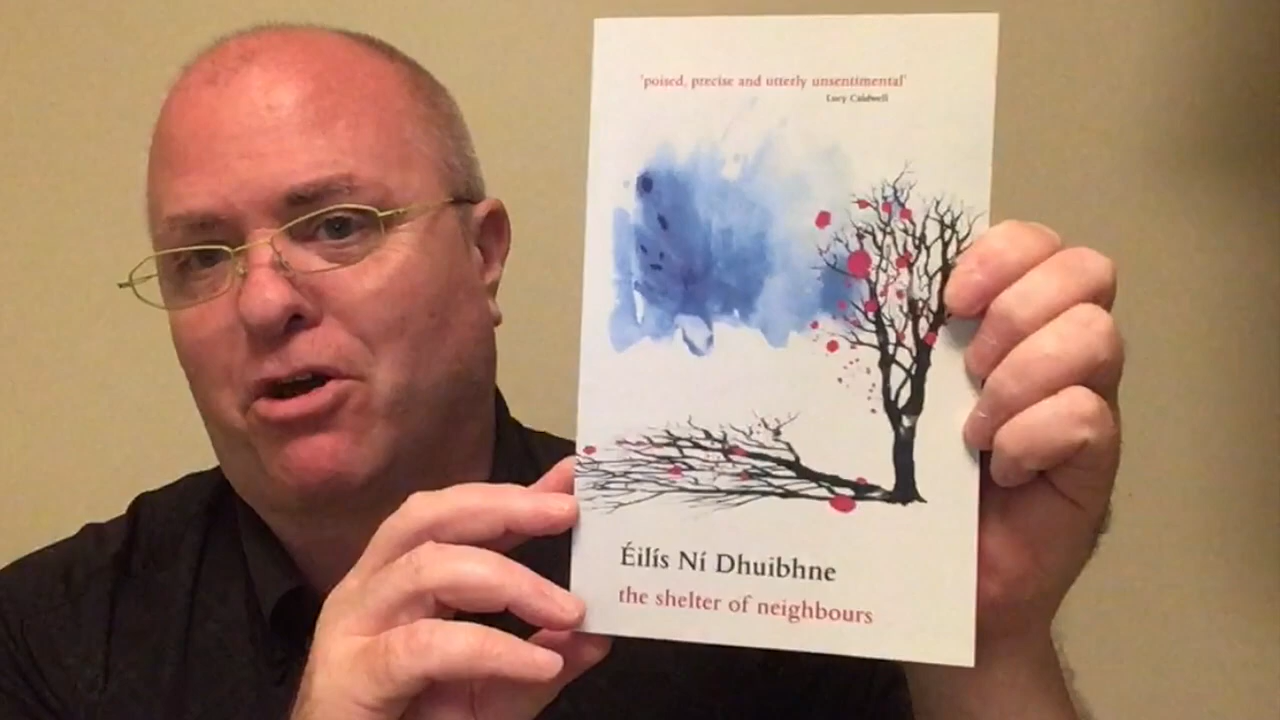 'poised, precise and utterly unsentimental'
Lucy Caldwell
Éilís Ní Dhuibhne
the shelter of neighbours